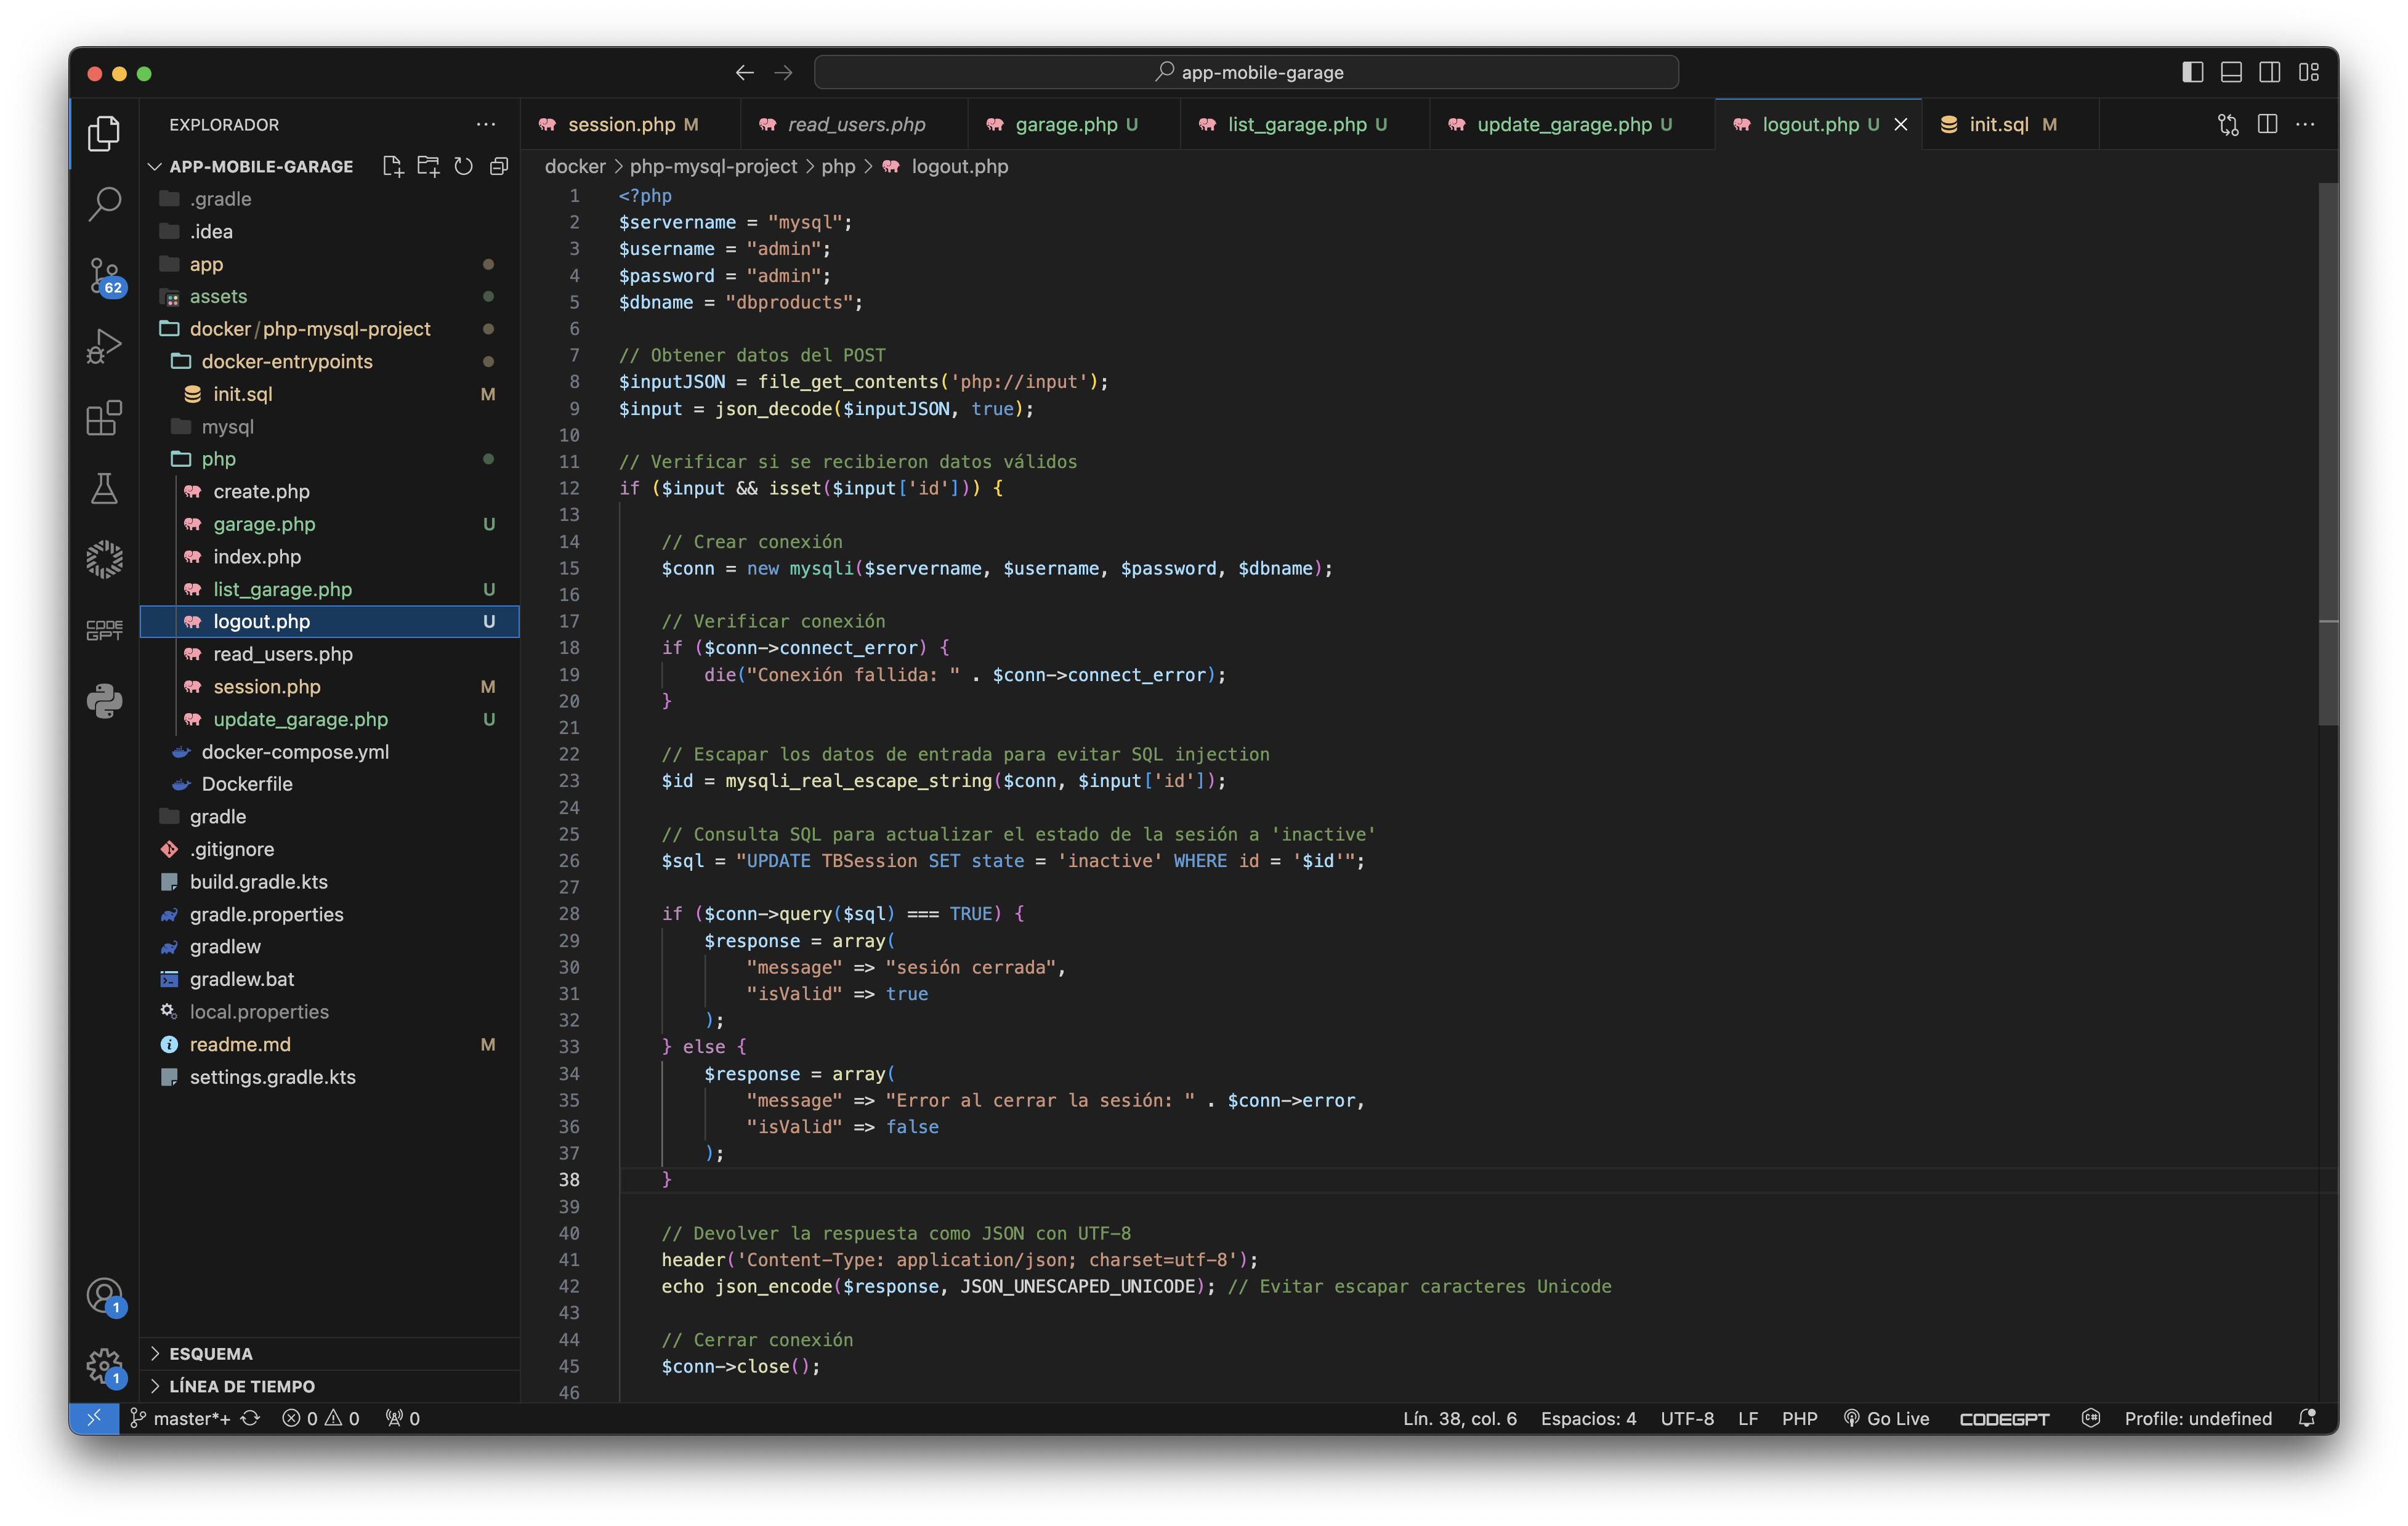 app-mobile-garage
EXPLORADOR
APP-MOBILE-GARAGE
.gradle
.idea
app
assets
docker/php-mysql-project
docker-entrypoints
init.sql M
mysql
php
create.php
garage.php U
index.php
list_garage.php U
logout.php U
read_users.php
session.php M
update_garage.php U
docker-compose.yml
Dockerfile
gradle
.gitignore
build.gradle.kts
gradle.properties
gradlew
gradlew.bat
local.properties
readme.md M
settings.gradle.kts
ESQUEMA
LÍNEA DE TIEMPO
62
CODE
GPT
1
1
session.php M read_users.php garage.php U list_garage.php U update_garage.php U logout.php U init.sql M
docker > php-mysql-project > php > logout.php
1 <?php
2 $servername = "mysql";
3 $username = "admin";
4 $password = "admin";
5 $dbname = "dbproducts";
6
7 // Obtener datos del POST
8 $inputJSON = file_get_contents('php://input');
9 $input = json_decode($inputJSON, true);
10
11 // Verificar si se recibieron datos válidos
12 if ($input && isset($input['id'])) {
13
14 // Crear conexión
15 $conn = new mysqli($servername, $username, $password, $dbname);
16
17 // Verificar conexión
18 if ($conn->connect_error) {
19 die("Conexión fallida: " . $conn->connect_error);
20 }
21
22 // Escapar los datos de entrada para evitar SQL injection
23 $id = mysqli_real_escape_string($conn, $input['id']);
24
25 // Consulta SQL para actualizar el estado de la sesión a 'inactive'
26 $sql = "UPDATE TBSession SET state = 'inactive' WHERE id = '$id'";
27
28 if ($conn->query($sql) === TRUE) {
29 $response = array(
30 "message" => "sesión cerrada",
31 "isValid" => true
32 );
33 } else {
34 $response = array(
35 "message" => "Error al cerrar la sesión: " . $conn->error,
36 "isValid" => false
37 );
38 }
39
40 // Devolver la respuesta como JSON con UTF-8
41 header('Content-Type: application/json; charset=utf-8');
42 echo json_encode($response, JSON_UNESCAPED_UNICODE); // Evitar escapar caracteres Unicode
43
44 // Cerrar conexión
45 $conn->close();
46
master*+ 0 0 0 Lín. 38, col. 6 Espacios: 4 UTF-8 LF PHP Go Live CODEGPT Profile: undefined